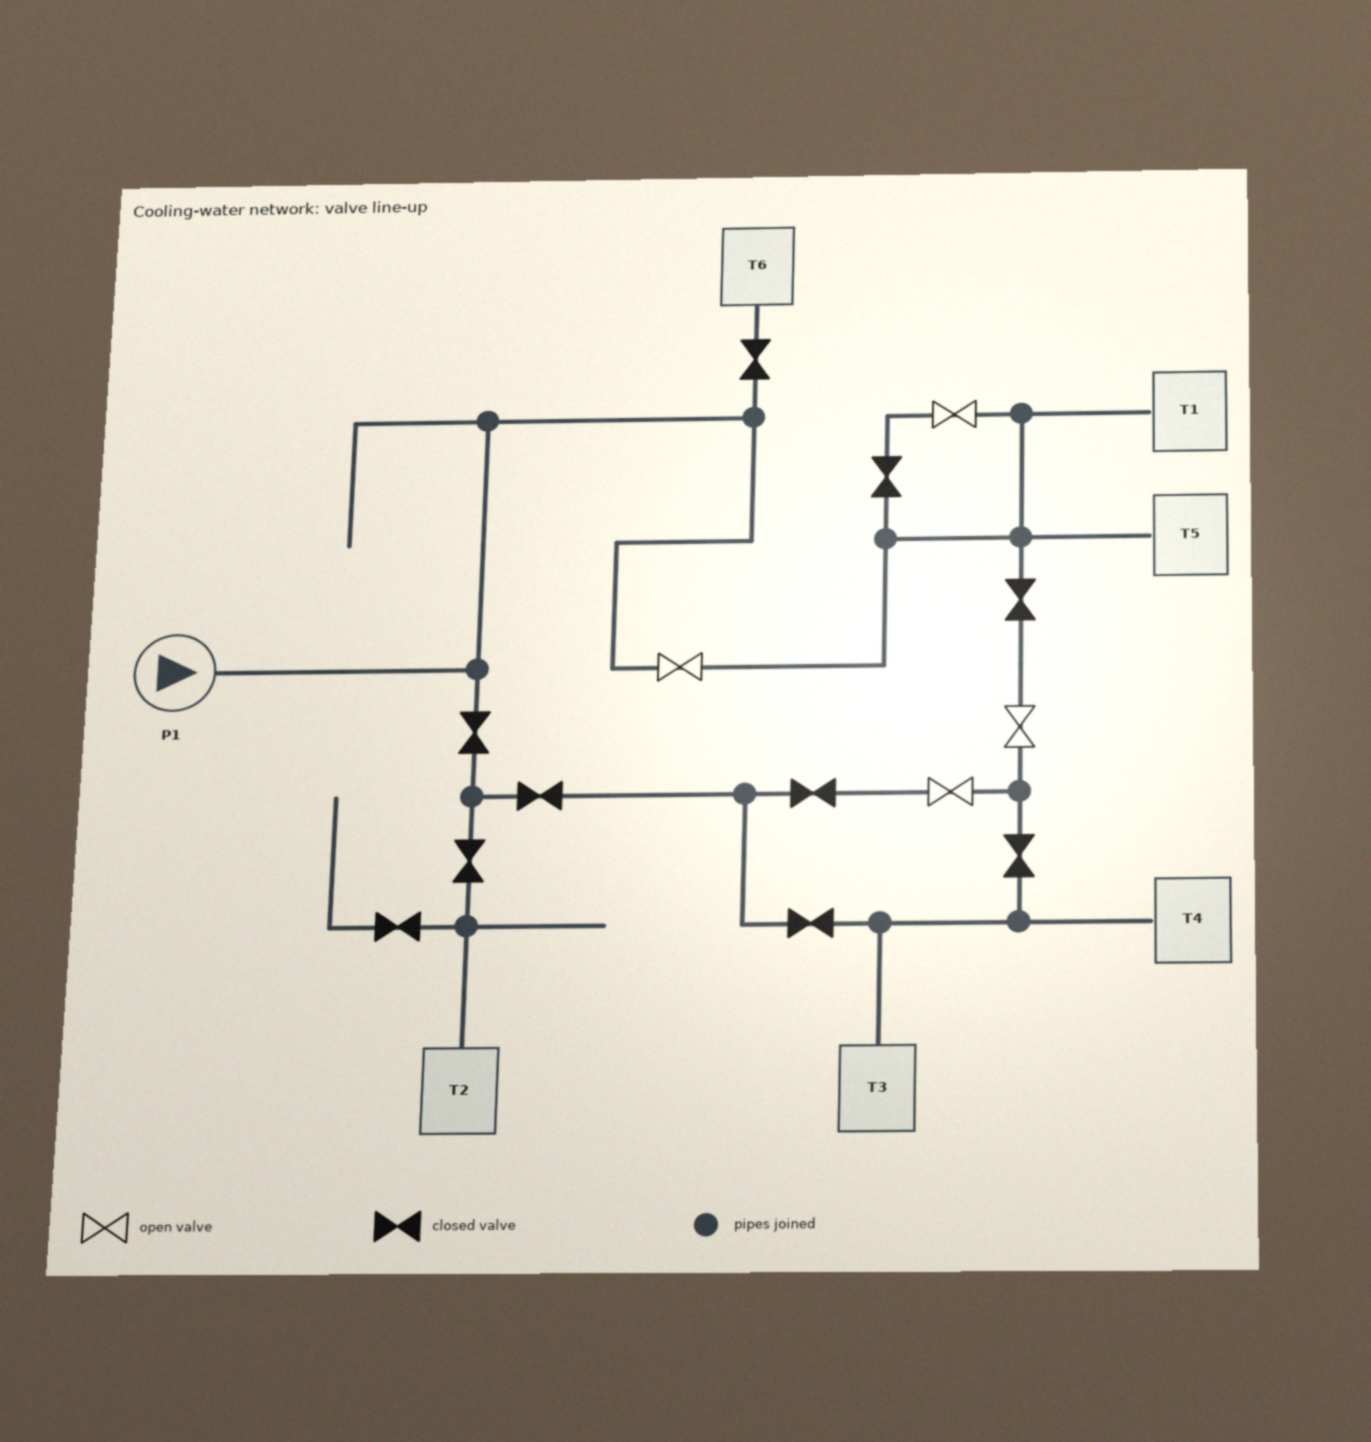 Cooling-water network: valve line-up
T6
T1
T5
P1
T4
T2
T3
open valve
closed valve
pipes joined